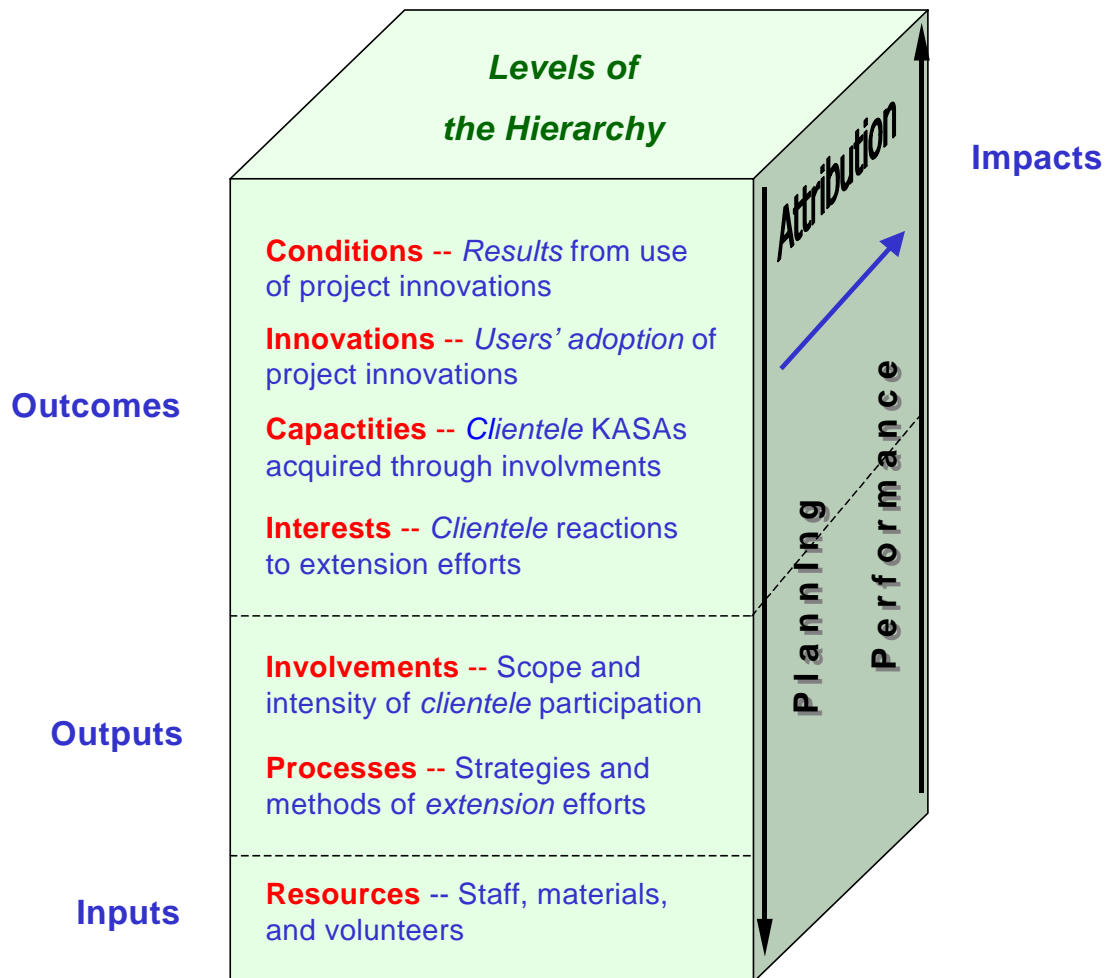 Levels of
the Hierarchy
Impacts
Attribution
Conditions -- Results from use
of project innovations
Innovations -- Users' adoption of
project innovations
Outcomes
Capactities -- Clientele KASAs
acquired through involvments
Interests -- Clientele reactions
to extension efforts
Planning
Performance
Involvements -- Scope and
intensity of clientele participation
Outputs
Processes -- Strategies and
methods of extension efforts
Inputs
Resources -- Staff, materials,
and volunteers